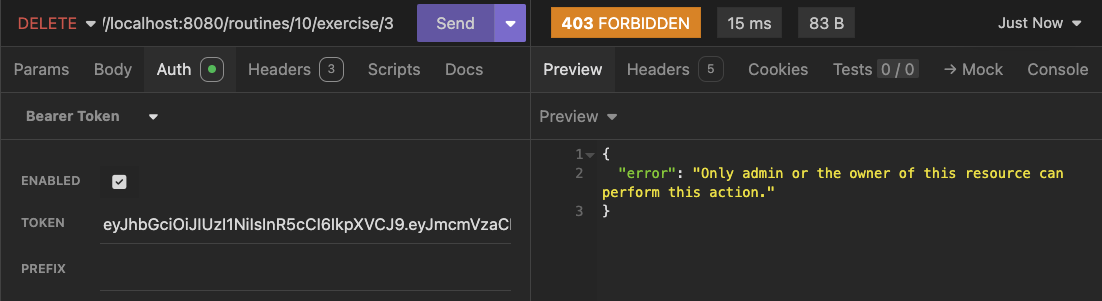 DELETE //localhost:8080/routines/10/exercise/3 Send 403 FORBIDDEN 15 ms 83 B Just Now
Params Body Auth Headers 3 Scripts Docs Preview Headers 5 Cookies Tests 0 / 0 → Mock Console
Bearer Token Preview
1 {
ENABLED
2 "error": "Only admin or the owner of this resource can
perform this action."
3 }
TOKEN eyJhbGciOiJIUzI1NiIsInR5cCI6IkpXVCJ9.eyJmcmVzaC
PREFIX